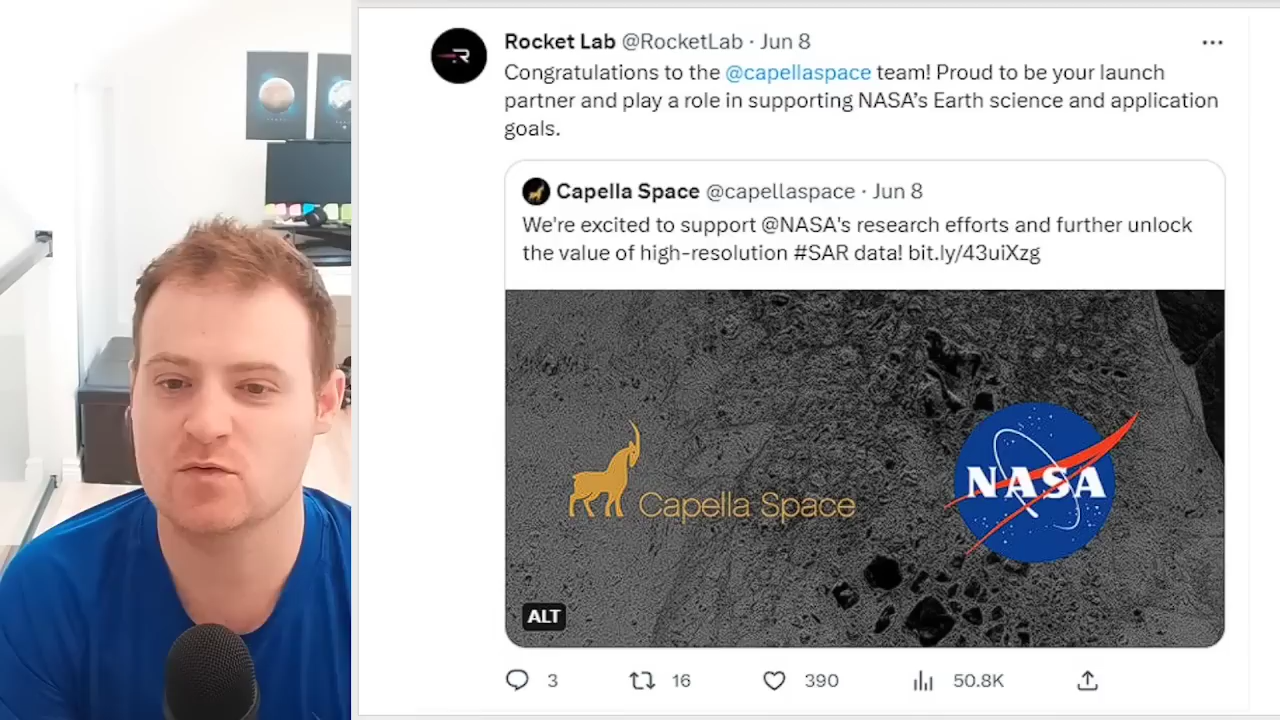 Rocket Lab @RocketLab · Jun 8
Congratulations to the @capellaspace team! Proud to be your launch
partner and play a role in supporting NASA’s Earth science and application
goals.
Capella Space @capellaspace · Jun 8
We're excited to support @NASA's research efforts and further unlock
the value of high-resolution #SAR data! bit.ly/43uiXzg
Capella Space
NASA
ALT
3 16 390 50.8K